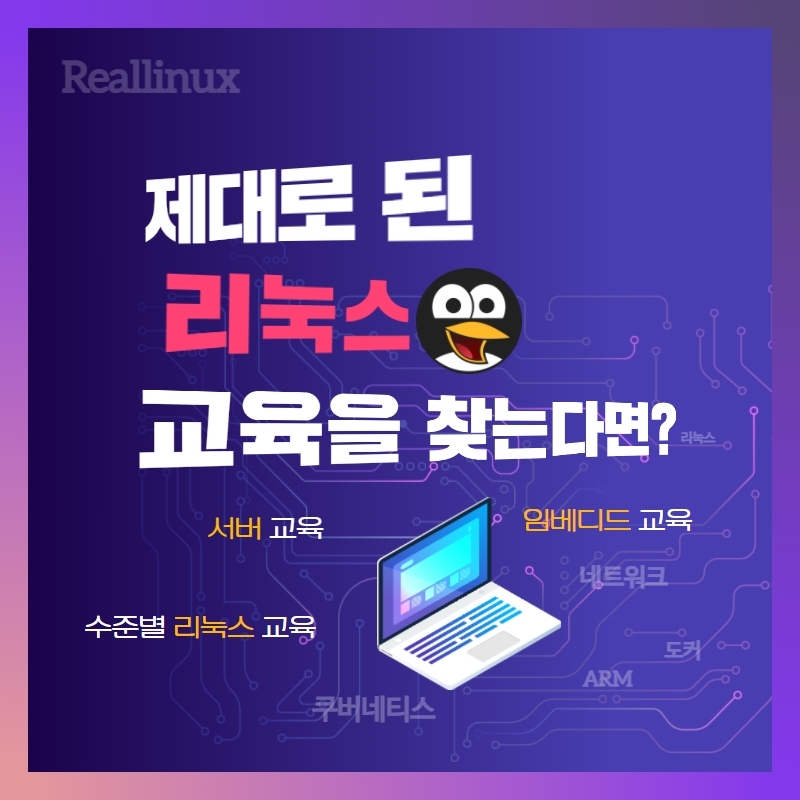 Reallinux
제대로 된
리눅스
교육을 찾는다면?
리눅스
서버 교육
임베디드 교육
네트워크
수준별 리눅스 교육
도커
ARM
쿠버네티스